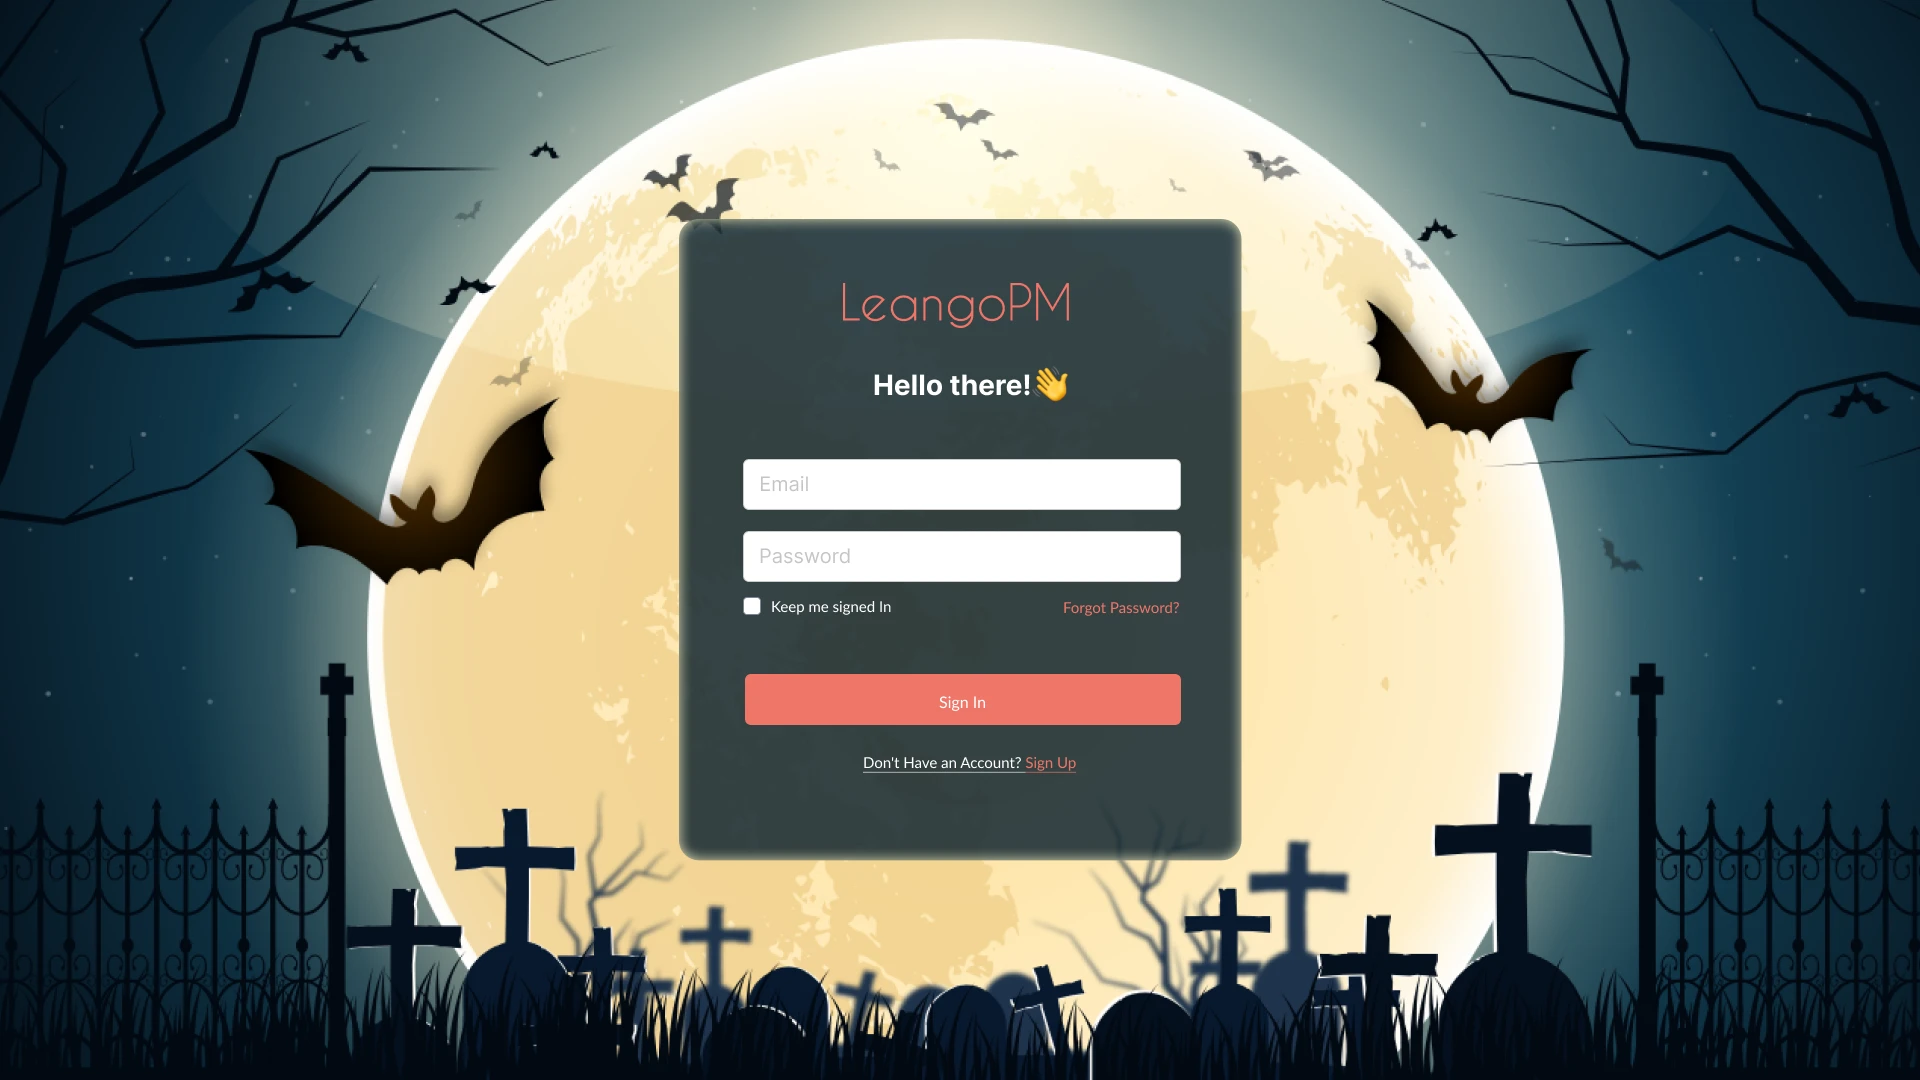 LeangoPM
Hello there!👋
Email
Password
Keep me signed In
Forgot Password?
Sign In
Don't Have an Account? Sign Up